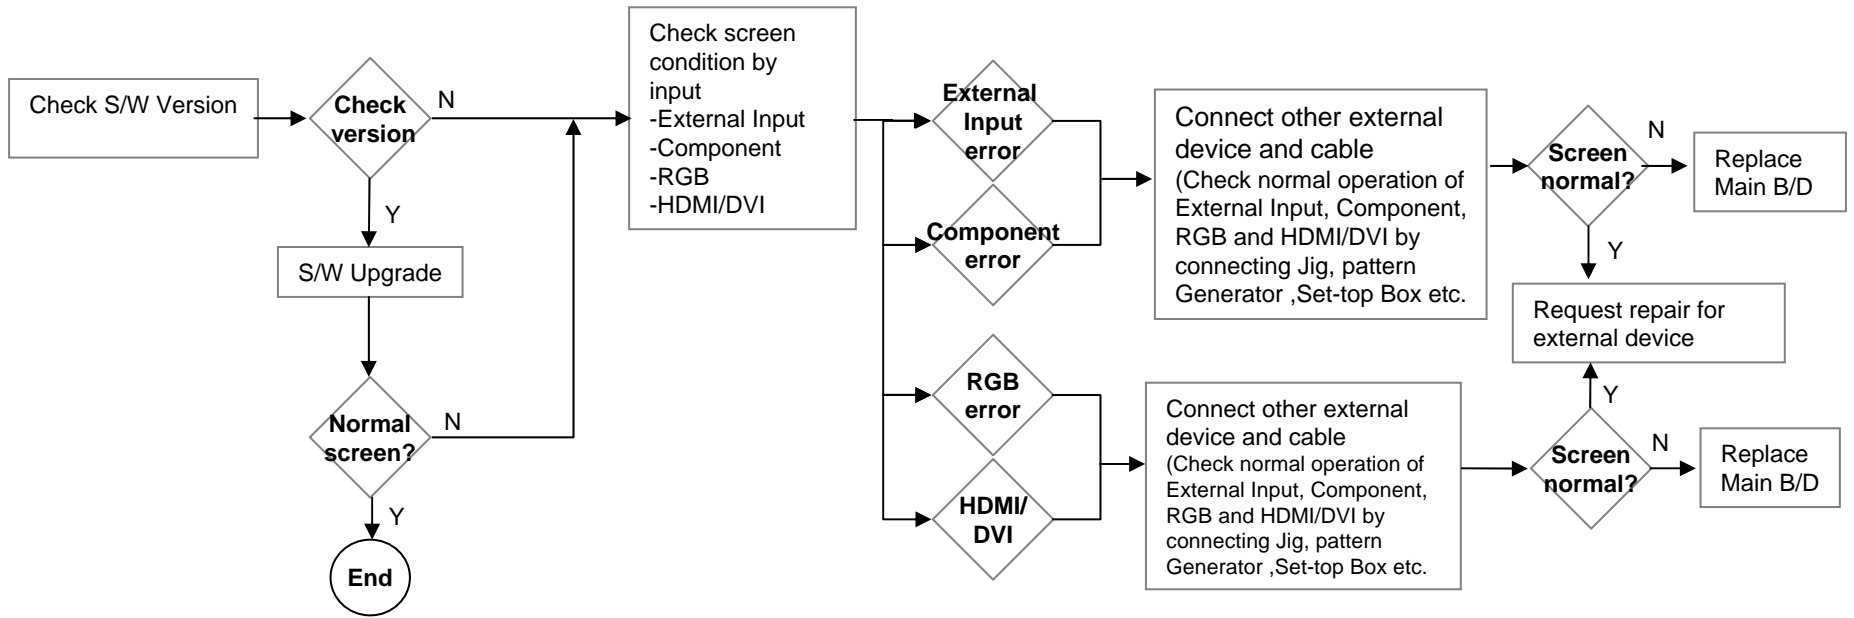 Check S/W Version
Check
version
N
Y
S/W Upgrade
Normal
screen?
N
Y
End
Check screen
condition by
input
-External Input
-Component
-RGB
-HDMI/DVI
External
Input
error
Component
error
RGB
error
HDMI/
DVI
Connect other external
device and cable
(Check normal operation of
External Input, Component,
RGB and HDMI/DVI by
connecting Jig, pattern
Generator ,Set-top Box etc.
Screen
normal?
N
Replace
Main B/D
Y
Request repair for
external device
Connect other external
device and cable
(Check normal operation of
External Input, Component,
RGB and HDMI/DVI by
connecting Jig, pattern
Generator ,Set-top Box etc.
Y
Screen
normal?
N
Replace
Main B/D